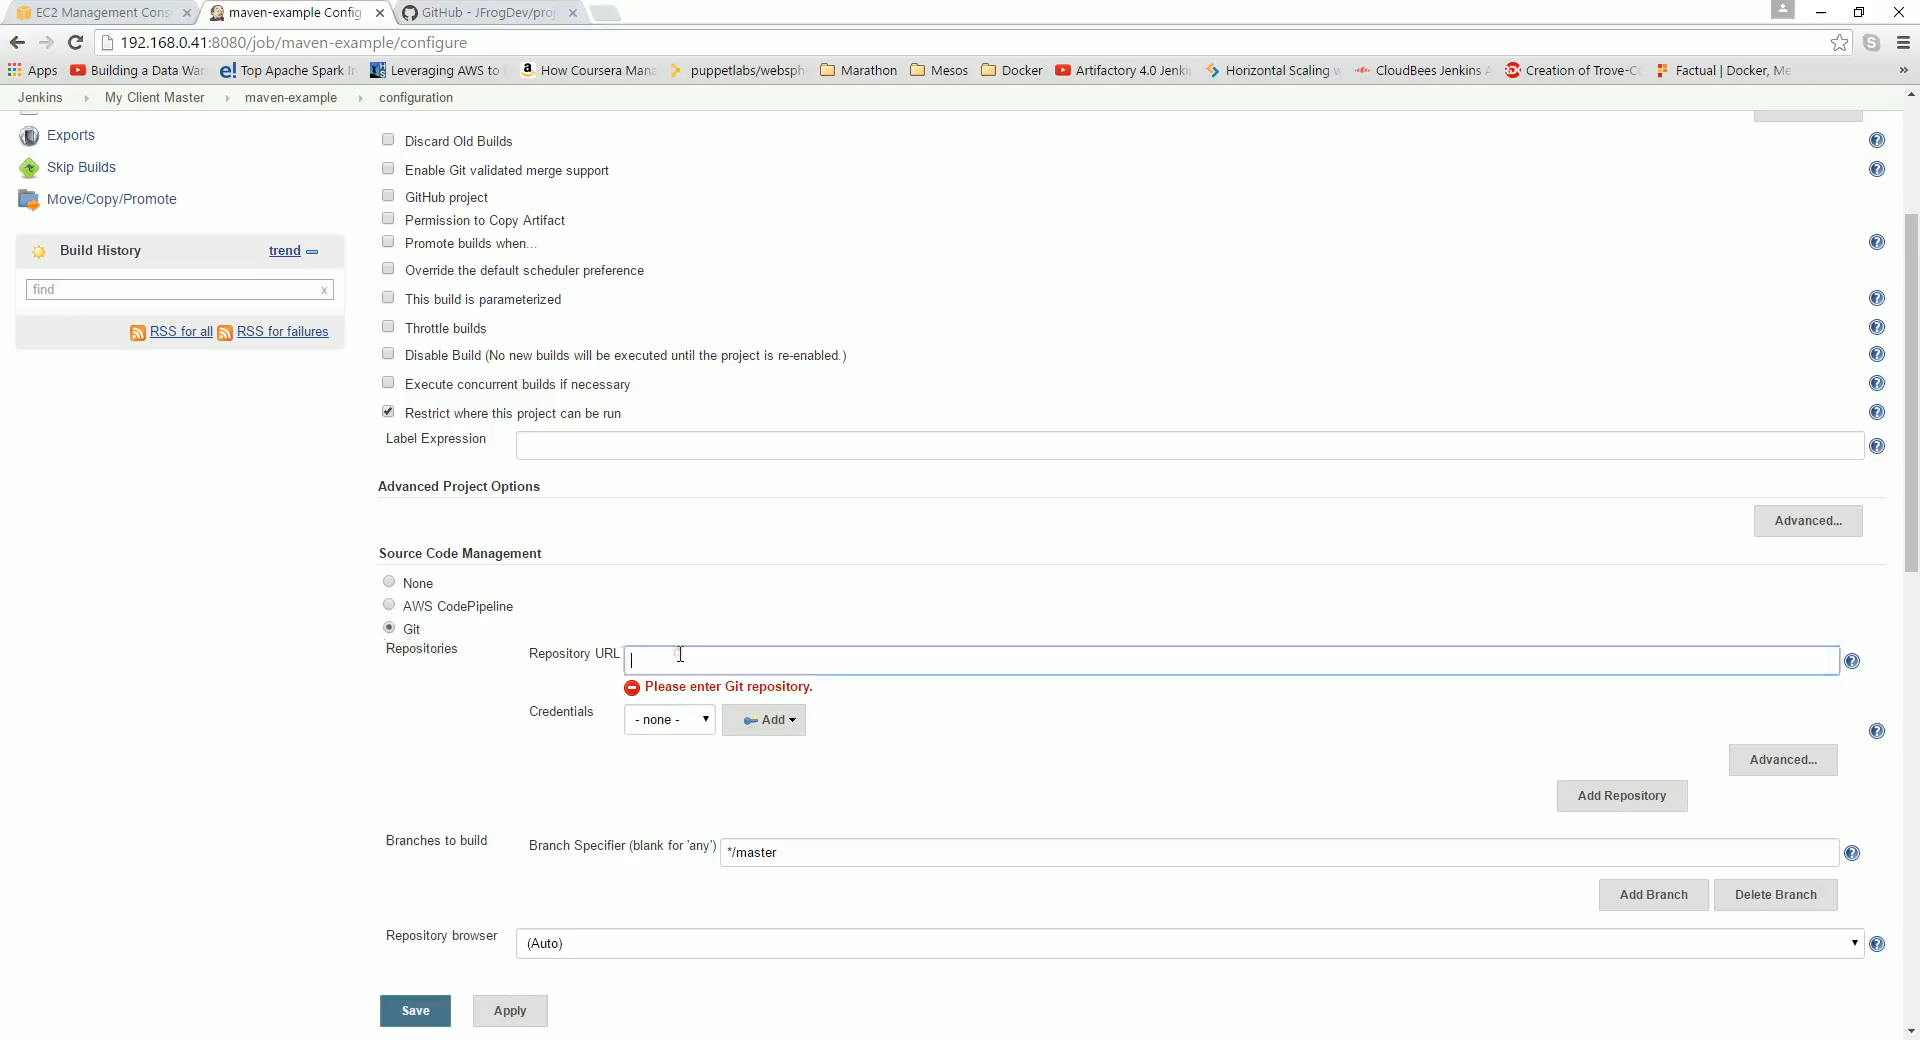 EC2 Management Cons
maven-example Config
GitHub - JFrogDev/proj
192.168.0.41:8080/job/maven-example/configure
Apps
Building a Data War
Top Apache Spark In
Leveraging AWS to
How Coursera Mana
puppetlabs/websph
Marathon
Mesos
Docker
Artifactory 4.0 Jenki
Horizontal Scaling w
CloudBees Jenkins
Creation of Trove-C
Factual | Docker, Me
»
Jenkins
My Client Master
maven-example
configuration
Exports
Skip Builds
Move/Copy/Promote
Build History
trend
find
x
RSS for all
RSS for failures
Discard Old Builds
Enable Git validated merge support
GitHub project
Permission to Copy Artifact
Promote builds when...
Override the default scheduler preference
This build is parameterized
Throttle builds
Disable Build (No new builds will be executed until the project is re-enabled.)
Execute concurrent builds if necessary
Restrict where this project can be run
Label Expression
Advanced Project Options
Advanced...
Source Code Management
None
AWS CodePipeline
Git
Repositories
Repository URL
Please enter Git repository.
Credentials
- none -
Add
Advanced...
Add Repository
Branches to build
Branch Specifier (blank for 'any')
*/master
Add Branch
Delete Branch
Repository browser
(Auto)
Save
Apply